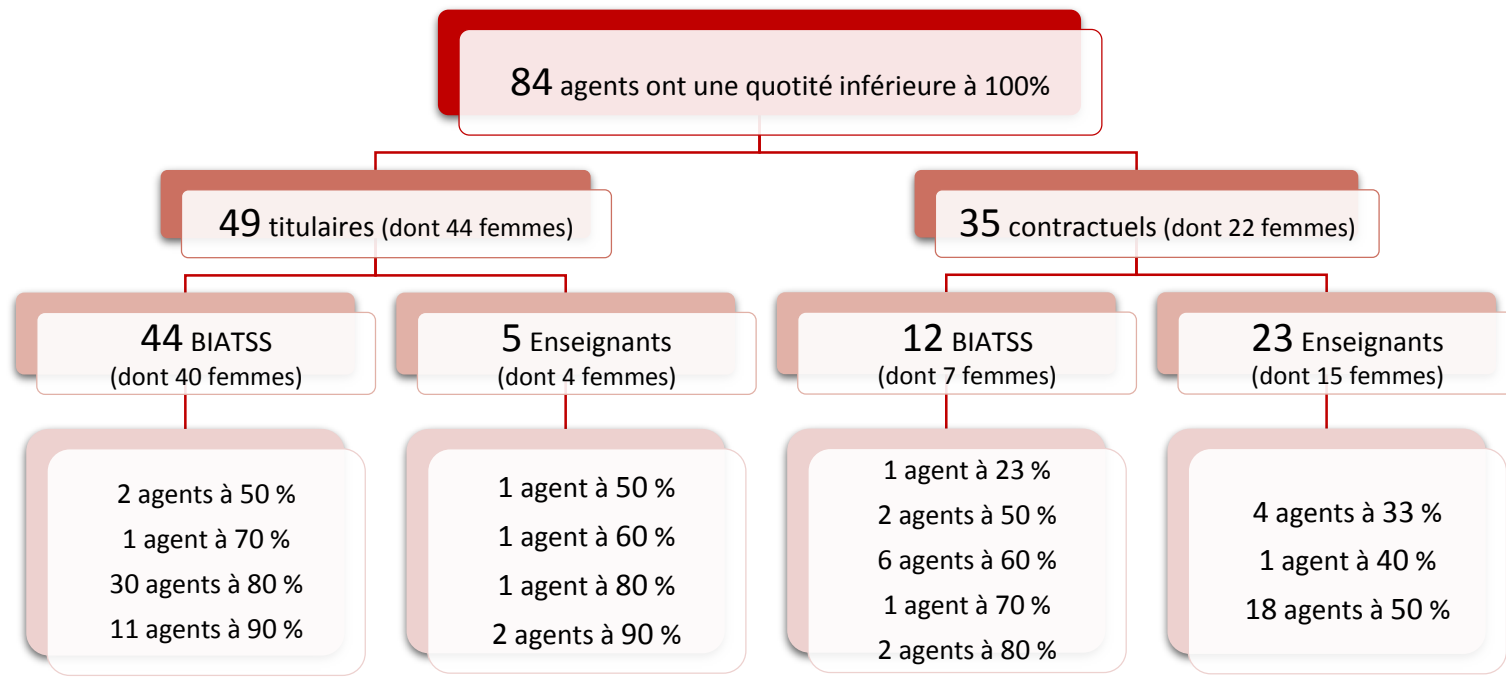 84 agents ont une quotité inférieure à 100%
49 titulaires (dont 44 femmes)
35 contractuels (dont 22 femmes)
44 BIATSS
(dont 40 femmes)
5 Enseignants
(dont 4 femmes)
12 BIATSS
(dont 7 femmes)
23 Enseignants
(dont 15 femmes)
2 agents à 50 %
1 agent à 70 %
30 agents à 80 %
11 agents à 90 %
1 agent à 50 %
1 agent à 60 %
1 agent à 80 %
2 agents à 90 %
1 agent à 23 %
2 agents à 50 %
6 agents à 60 %
1 agent à 70 %
2 agents à 80 %
4 agents à 33 %
1 agent à 40 %
18 agents à 50 %